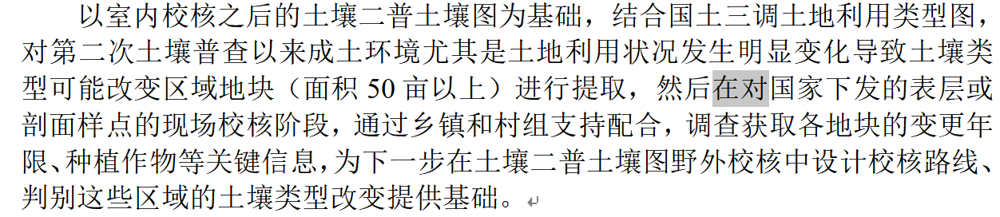 以室内校核之后的土壤二普土壤图为基础，结合国土三调土地利用类型图，
对第二次土壤普查以来成土环境尤其是土地利用状况发生明显变化导致土壤类
型可能改变区域地块（面积 50 亩以上）进行提取，然后在对国家下发的表层或
剖面样点的现场校核阶段，通过乡镇和村组支持配合，调查获取各地块的变更年
限、种植作物等关键信息，为下一步在土壤二普土壤图野外校核中设计校核路线、
判别这些区域的土壤类型改变提供基础。